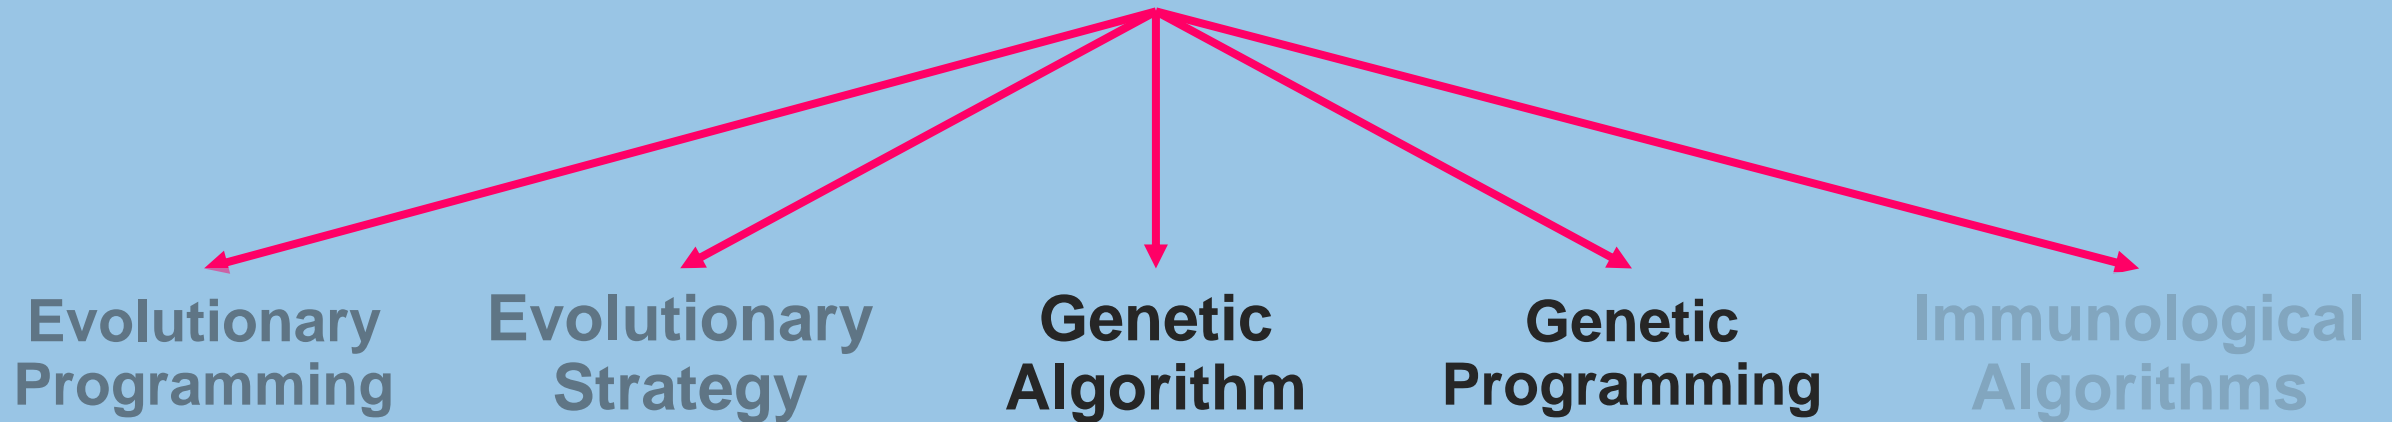 Evolutionary
Programming
Evolutionary
Strategy
Genetic
Algorithm
Genetic
Programming
Immunological
Algorithms